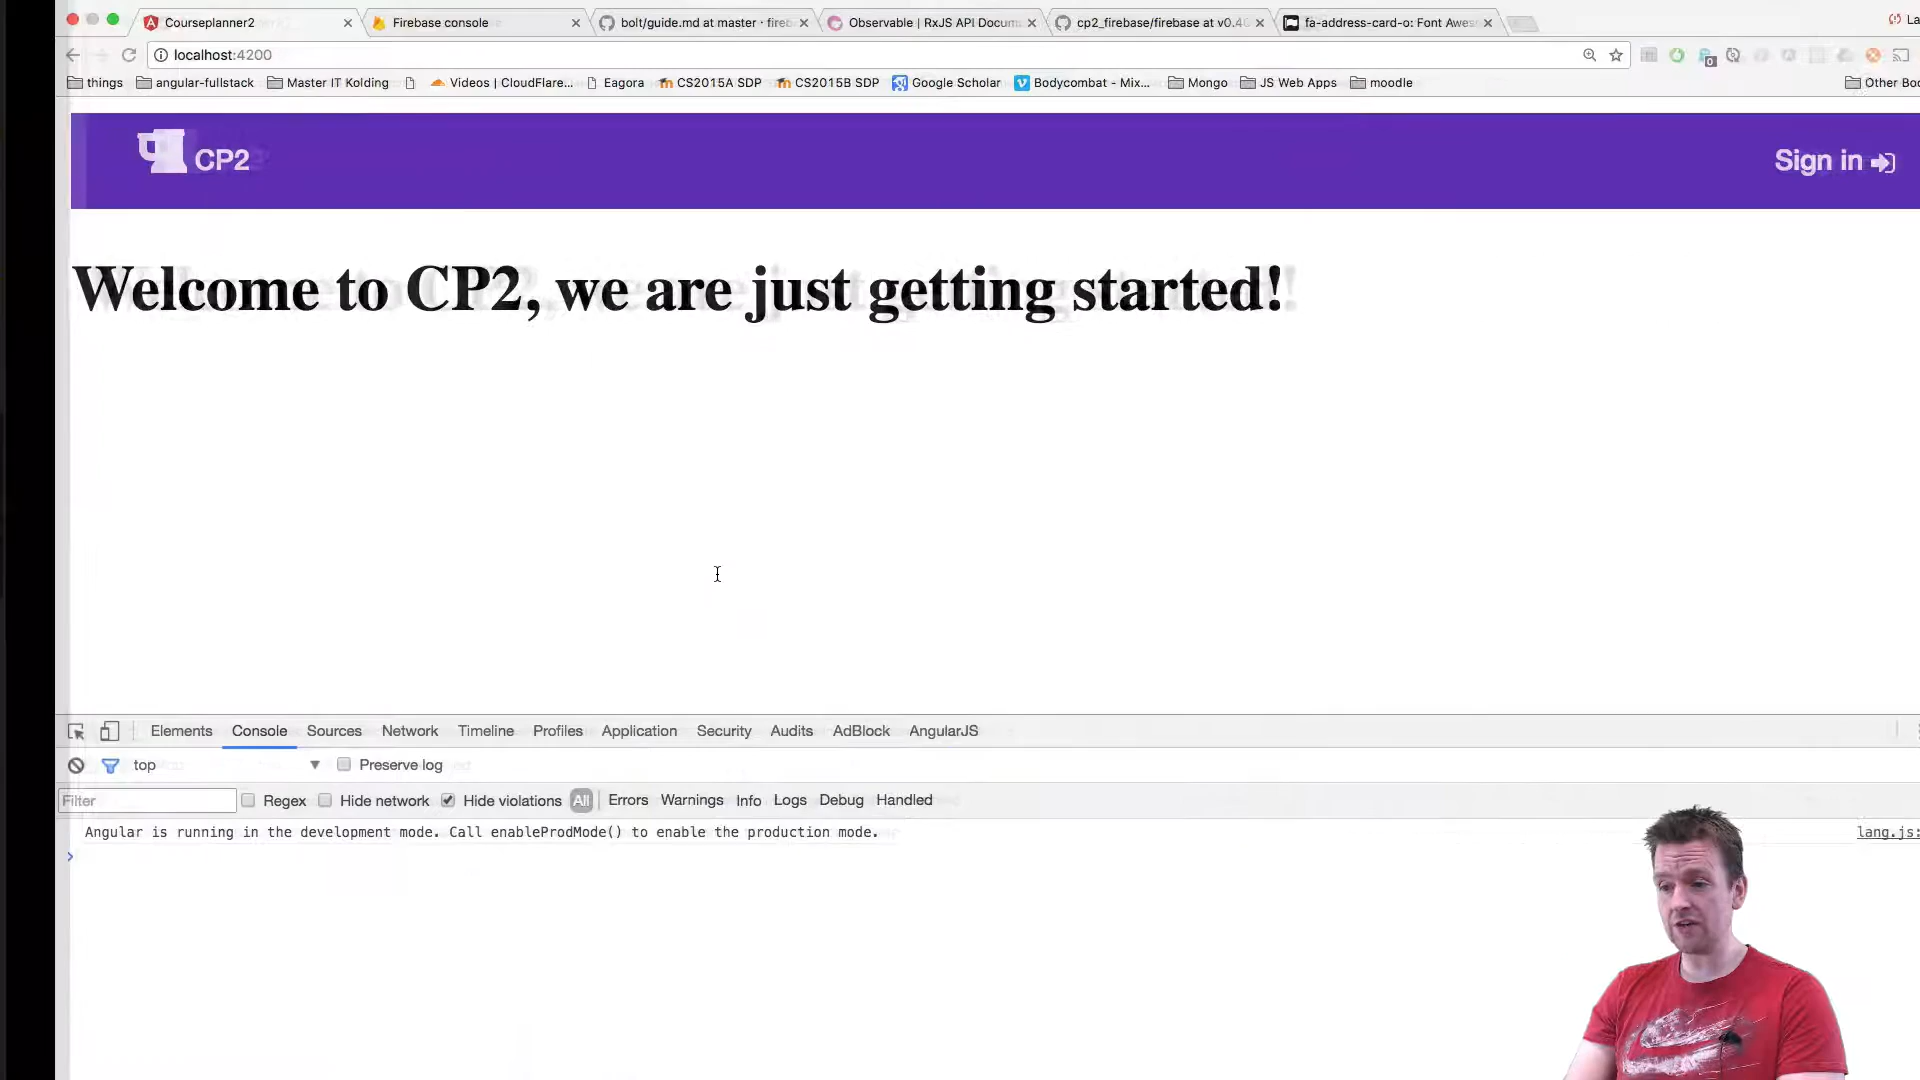 Courseplanner2
Firebase console
bolt/guide.md at master · fireb
Observable | RxJS API Docum
cp2_firebase/firebase at v0.4
fa-address-card-o: Font Awes
La
localhost:4200
0
things
angular-fullstack
Master IT Kolding
Videos | CloudFlare...
Eagora
CS2015A SDP
CS2015B SDP
Google Scholar
Bodycombat - Mix...
Mongo
JS Web Apps
moodle
Other Boo
CP2
Sign in
Welcome to CP2, we are just getting started!
Elements
Console
Sources
Network
Timeline
Profiles
Application
Security
Audits
AdBlock
AngularJS
top
Preserve log
Filter
Regex
Hide network
Hide violations
All
Errors
Warnings
Info
Logs
Debug
Handled
Angular is running in the development mode. Call enableProdMode() to enable the production mode.
lang.js:
>